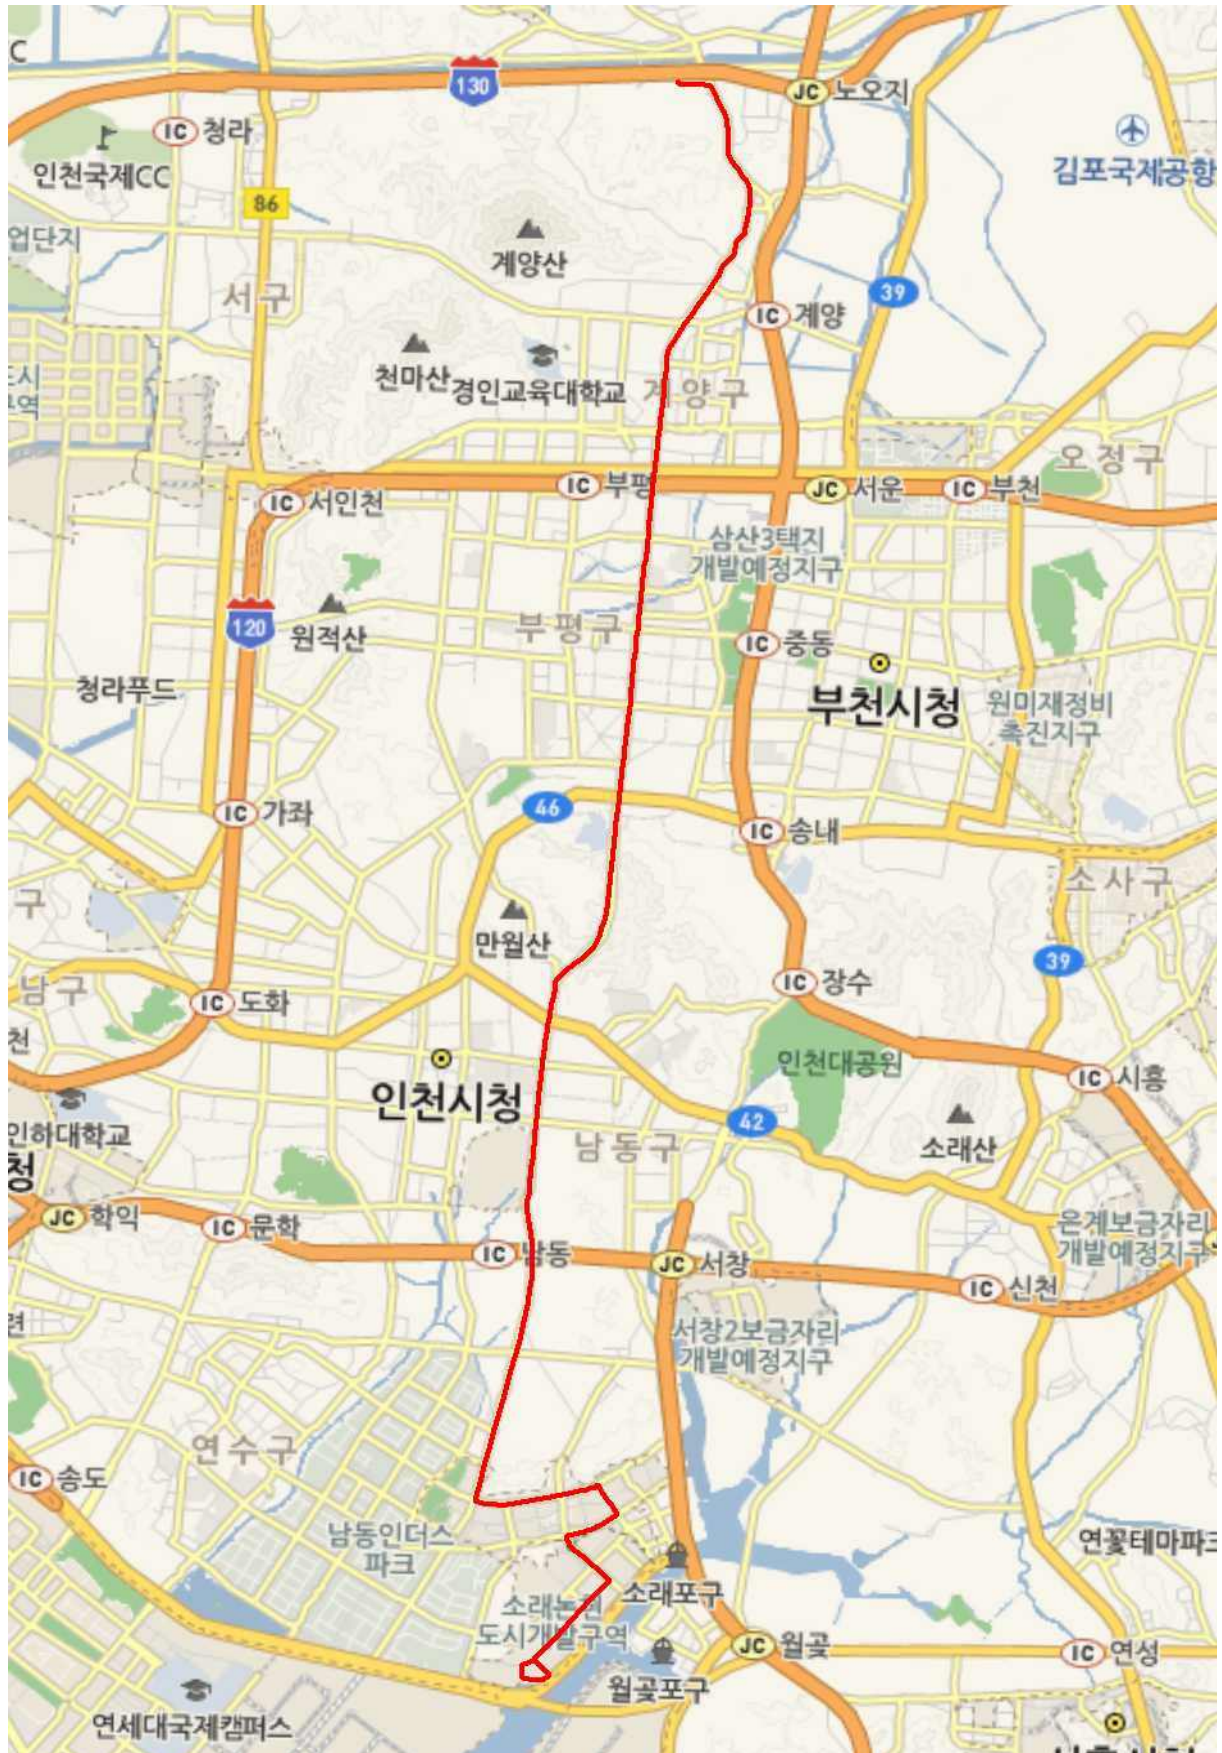 C
130
JC 노오지
IC 청라
인천국제CC
김포국제공항
86
업단지
계양산
39
서구
IC 계양
천마산
경인교육대학교
계양구
오정구
IC 부평
JC 서운
IC 부천
IC 서인천
삼산3택지
개발예정지구
120
원적산
부평구
IC 중동
청라푸드
부천시청
원미재정비
촉진지구
46
IC 가좌
IC 송내
소사구
구
만월산
39
남구
IC 도화
IC 장수
천
인천대공원
인천시청
IC 시흥
인하대학교
42
남동구
소래산
청
JC 학익
IC 문학
은계보금자리
개발예정지구
IC 남동
JC 서창
IC 신천
서창2보금자리
개발예정지구
연수구
IC 송도
남동인더스
파크
연꽃테마파크
소래포구
소래논현
도시개발구역
JC 월곶
IC 연성
월곶포구
연세대국제캠퍼스